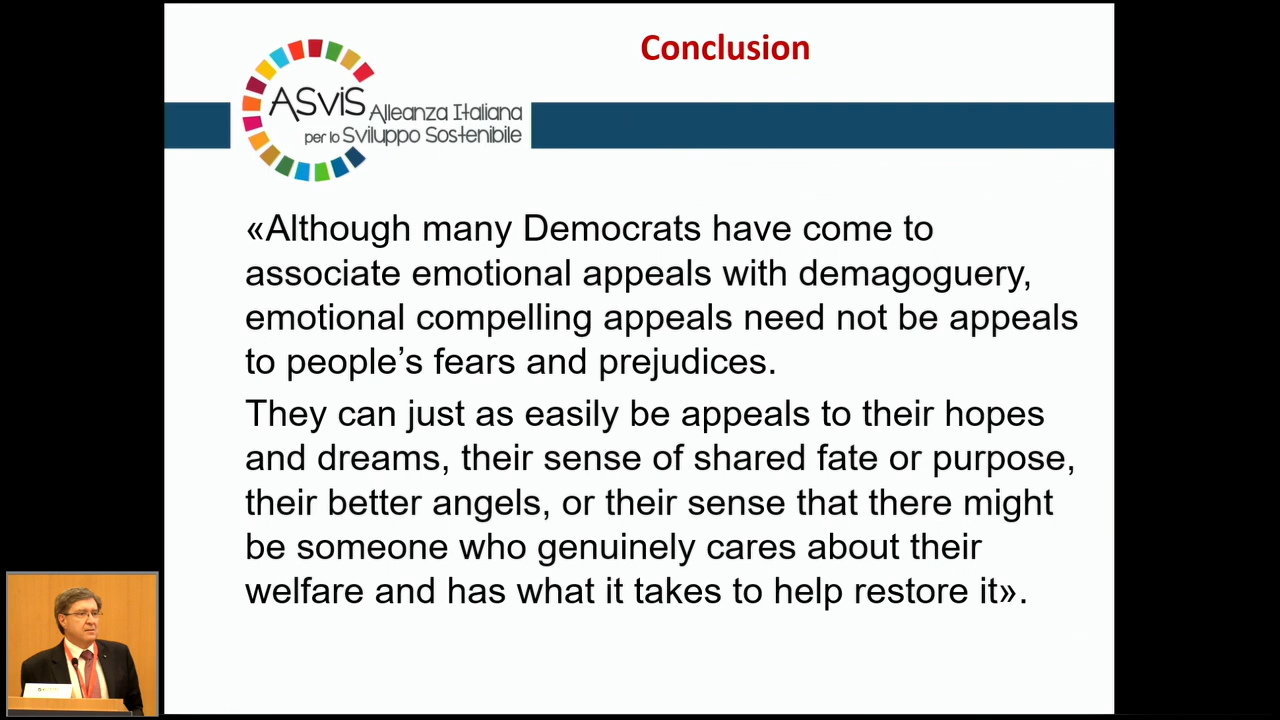 Conclusion
ASviS Alleanza Italiana
per lo Sviluppo Sostenibile
«Although many Democrats have come to
associate emotional appeals with demagoguery,
emotional compelling appeals need not be appeals
to people’s fears and prejudices.
They can just as easily be appeals to their hopes
and dreams, their sense of shared fate or purpose,
their better angels, or their sense that there might
be someone who genuinely cares about their
welfare and has what it takes to help restore it».